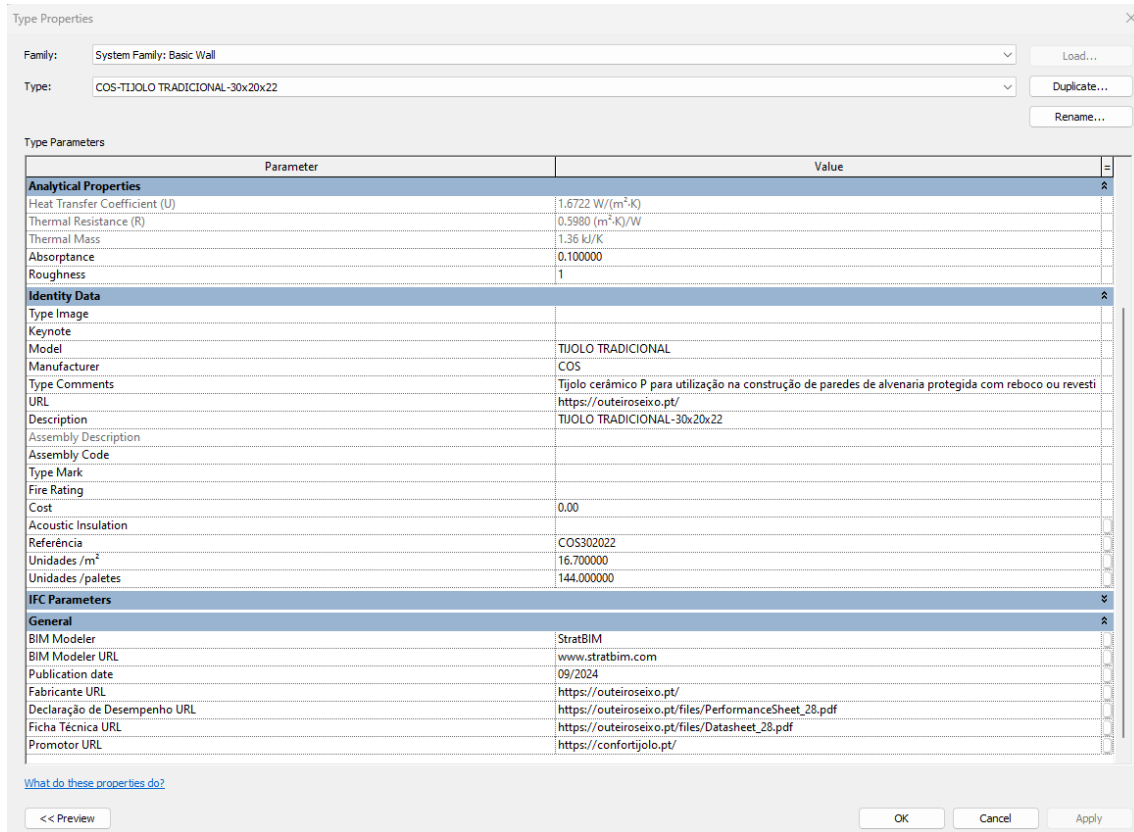 Type Properties
Family: System Family: Basic Wall Load...
Type: COS-TIJOLO TRADICIONAL-30x20x22 Duplicate...
Rename...
Type Parameters
Parameter Value =
Analytical Properties
Heat Transfer Coefficient (U) 1.6722 W/(m²·K)
Thermal Resistance (R) 0.5980 (m²·K)/W
Thermal Mass 1.36 kJ/K
Absorptance 0.100000
Roughness 1
Identity Data
Type Image
Keynote
Model TIJOLO TRADICIONAL
Manufacturer COS
Type Comments Tijolo cerâmico P para utilização na construção de paredes de alvenaria protegida com reboco ou revesti
URL https://outeiroseixo.pt/
Description TIJOLO TRADICIONAL-30x20x22
Assembly Description
Assembly Code
Type Mark
Fire Rating
Cost 0.00
Acoustic Insulation
Referência COS302022
Unidades /m² 16.700000
Unidades /paletes 144.000000
IFC Parameters
General
BIM Modeler StratBIM
BIM Modeler URL www.stratbim.com
Publication date 09/2024
Fabricante URL https://outeiroseixo.pt/
Declaração de Desempenho URL https://outeiroseixo.pt/files/PerformanceSheet_28.pdf
Ficha Técnica URL https://outeiroseixo.pt/files/Datasheet_28.pdf
Promotor URL https://confortijolo.pt/
What do these properties do?
<< Preview OK Cancel Apply